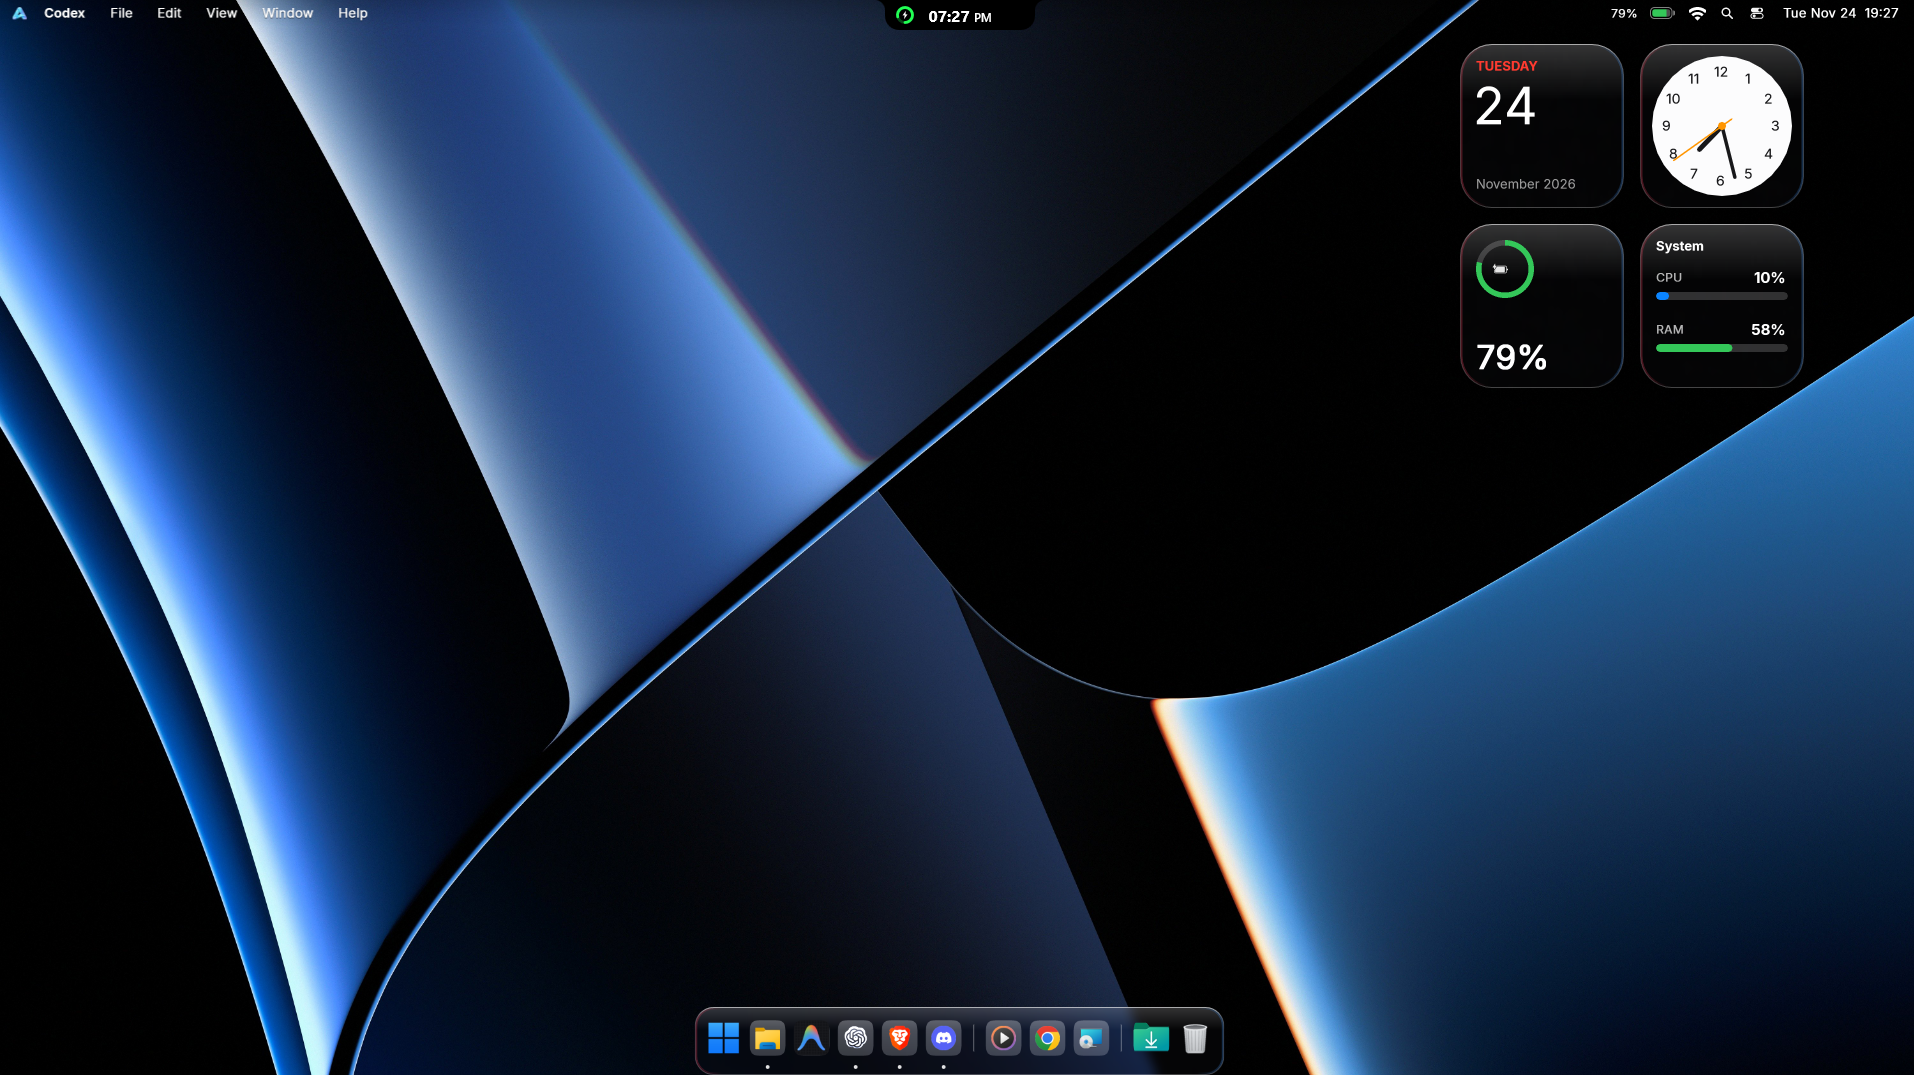 Codex File Edit View Window Help
07:27 PM
79%
Tue Nov 24 19:27
TUESDAY
24
November 2026
12
1
2
3
4
5
6
7
8
9
10
11
79%
System
CPU 10%
RAM 58%